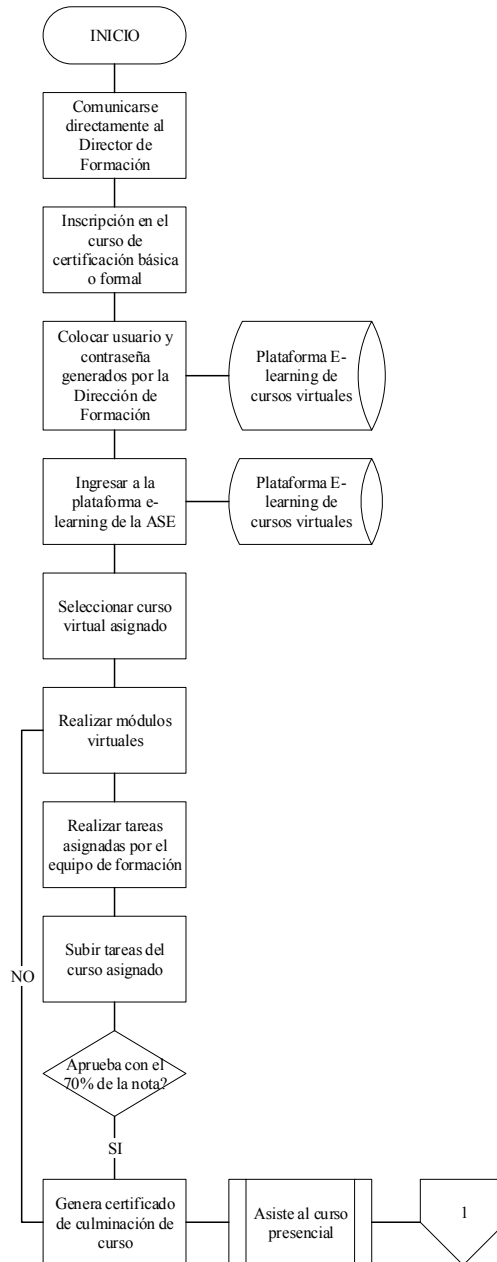 INICIO
Comunicarse
directamente al
Director de
Formación
Inscripción en el
curso de
certificación básica
o formal
Colocar usuario y
contraseña
generados por la
Dirección de
Formación
Plataforma E-
learning de
cursos virtuales
Ingresar a la
plataforma e-
learning de la ASE
Plataforma E-
learning de
cursos virtuales
Seleccionar curso
virtual asignado
Realizar módulos
virtuales
Realizar tareas
asignadas por el
equipo de formación
Subir tareas del
curso asignado
NO
Aprueba con el
70% de la nota?
SI
Genera certificado
de culminación de
curso
Asiste al curso
presencial
1